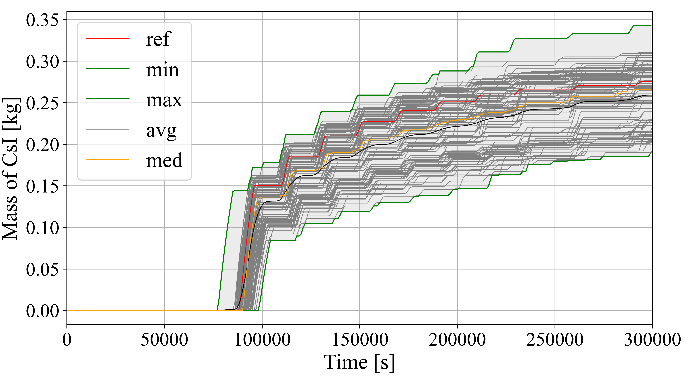 0.35
0.30
0.25
0.20
0.15
0.10
0.05
0.00
Mass of CsI [kg]
ref
min
max
avg
med
0 50000 100000 150000 200000 250000 300000
Time [s]